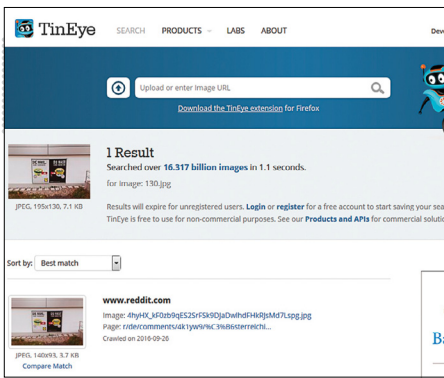 TinEye
SEARCH PRODUCTS LABS ABOUT Deve
Upload or enter Image URL
Download the TinEye extension for Firefox
1 Result
Searched over 16.317 billion images in 1.1 seconds.
for Image: 130.jpg
JPEG, 195x130, 7.1 KB
Results will expire for unregistered users. Login or register for a free account to start saving your sea
TinEye is free to use for non-commercial purposes. See our Products and APIs for commercial solutic
Sort by: Best match
www.reddit.com
Image: 4hyHX_kF0zb9qES2SrFSk9DJaDwihdFHkRJsMd7Lspg.jpg
Page: r/de/comments/4k1yw9/%C3%B6sterreichi...
Crawled on 2016-09-26
JPEG, 140x93, 3.7 KB
Compare Match
Ba